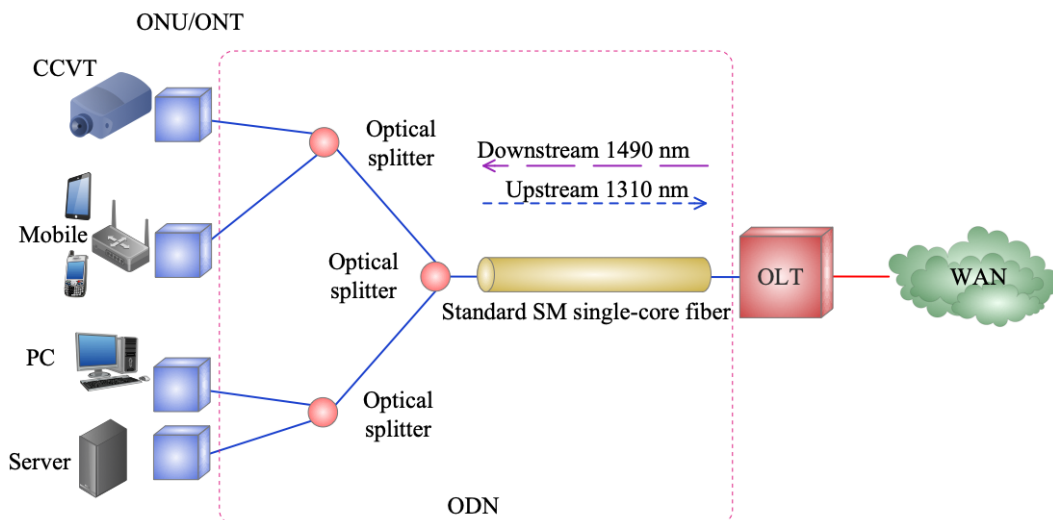 ONU/ONT
CCVT
Optical
splitter
Downstream 1490 nm
Upstream 1310 nm
Mobile
Optical
splitter
OLT
WAN
Standard SM single-core fiber
PC
Optical
splitter
Server
ODN